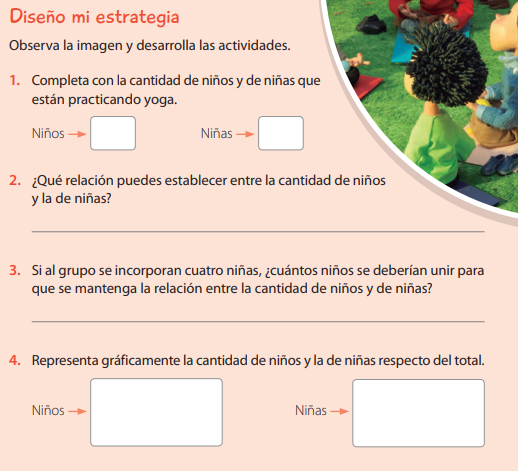 Diseño mi estrategia
Observa la imagen y desarrolla las actividades.
1. Completa con la cantidad de niños y de niñas que
están practicando yoga.
Niños → Niñas →
2. ¿Qué relación puedes establecer entre la cantidad de niños
y la de niñas?
3. Si al grupo se incorporan cuatro niñas, ¿cuántos niños se deberían unir para
que se mantenga la relación entre la cantidad de niños y de niñas?
4. Representa gráficamente la cantidad de niños y la de niñas respecto del total.
Niños → Niñas →